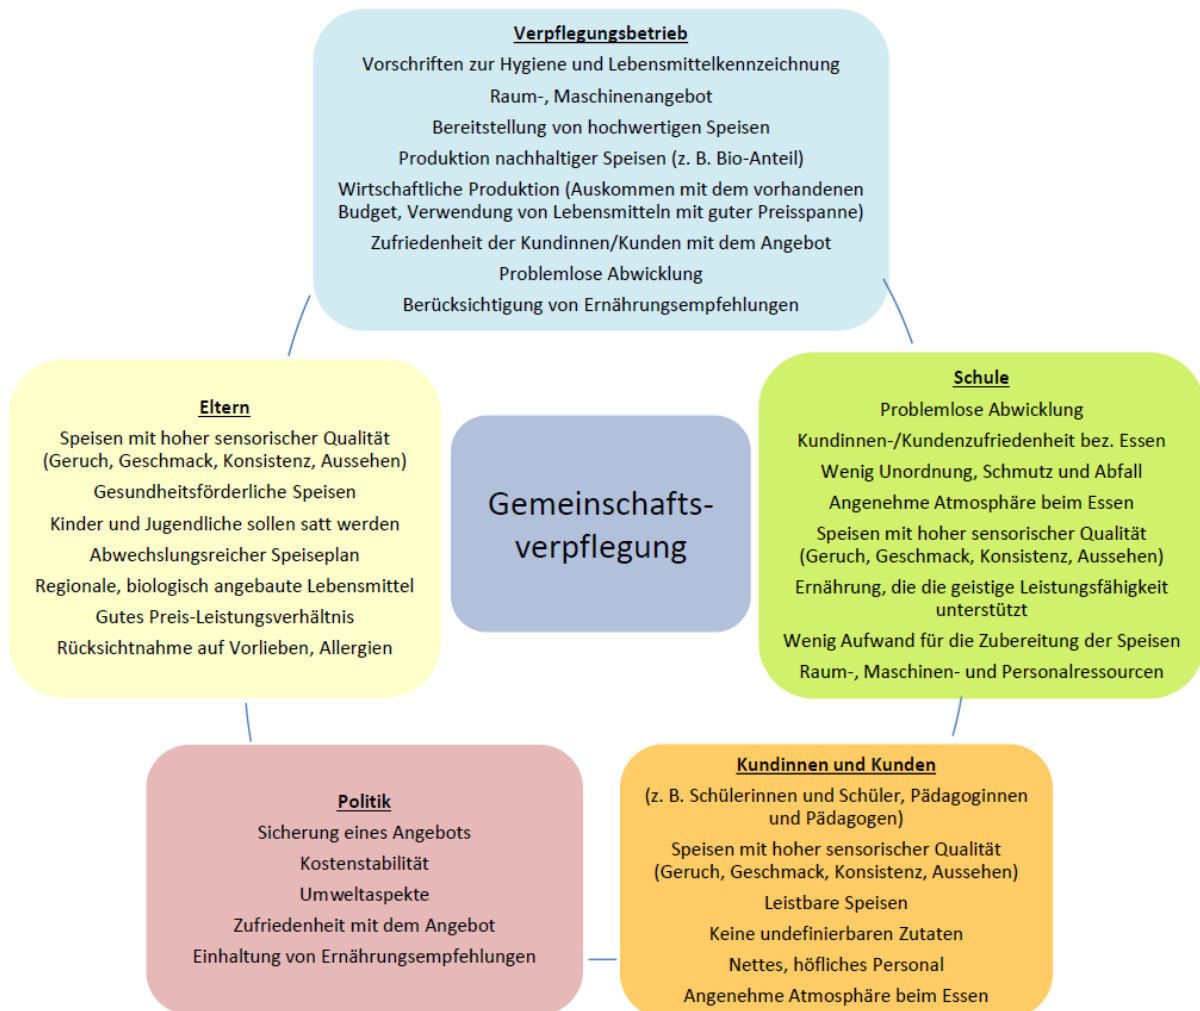 Verpflegungsbetrieb
Vorschriften zur Hygiene und Lebensmittelkennzeichnung
Raum-, Maschinenangebot
Bereitstellung von hochwertigen Speisen
Produktion nachhaltiger Speisen (z. B. Bio-Anteil)
Wirtschaftliche Produktion (Auskommen mit dem vorhandenen
Budget, Verwendung von Lebensmitteln mit guter Preisspanne)
Zufriedenheit der Kundinnen/Kunden mit dem Angebot
Problemlose Abwicklung
Berücksichtigung von Ernährungsempfehlungen
Eltern
Speisen mit hoher sensorischer Qualität
(Geruch, Geschmack, Konsistenz, Aussehen)
Gesundheitsförderliche Speisen
Kinder und Jugendliche sollen satt werden
Abwechslungsreicher Speiseplan
Regionale, biologisch angebaute Lebensmittel
Gutes Preis-Leistungsverhältnis
Rücksichtnahme auf Vorlieben, Allergien
Gemeinschafts-
verpflegung
Schule
Problemlose Abwicklung
Kundinnen-/Kundenzufriedenheit bez. Essen
Wenig Unordnung, Schmutz und Abfall
Angenehme Atmosphäre beim Essen
Speisen mit hoher sensorischer Qualität
(Geruch, Geschmack, Konsistenz, Aussehen)
Ernährung, die die geistige Leistungsfähigkeit
unterstützt
Wenig Aufwand für die Zubereitung der Speisen
Raum-, Maschinen- und Personalressourcen
Politik
Sicherung eines Angebots
Kostenstabilität
Umweltaspekte
Zufriedenheit mit dem Angebot
Einhaltung von Ernährungsempfehlungen
Kundinnen und Kunden
(z. B. Schülerinnen und Schüler, Pädagoginnen
und Pädagogen)
Speisen mit hoher sensorischer Qualität
(Geruch, Geschmack, Konsistenz, Aussehen)
Leistbare Speisen
Keine undefinierbaren Zutaten
Nettes, höfliches Personal
Angenehme Atmosphäre beim Essen